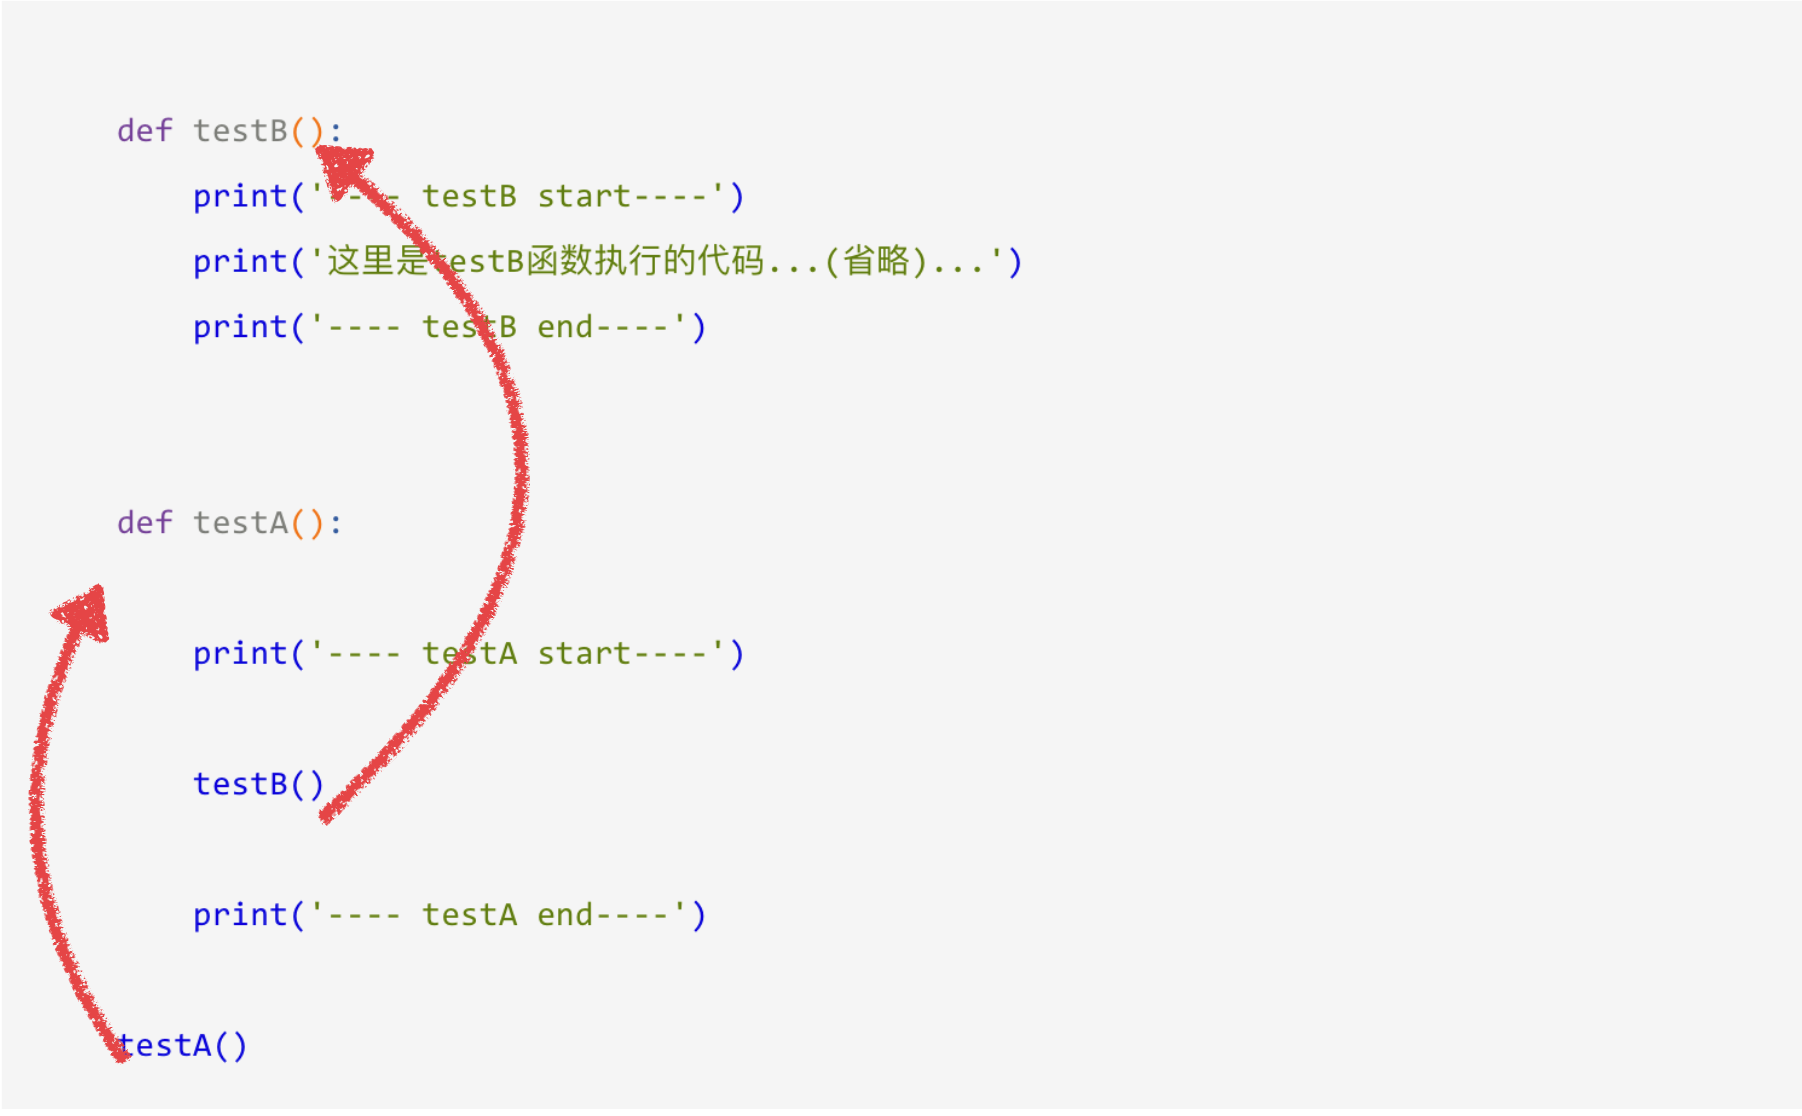 def testB():
    print('---- testB start----')
    print('这里是testB函数执行的代码...(省略)...')
    print('---- testB end----')
def testA():
    print('---- testA start----')
    testB()
    print('---- testA end----')
testA()